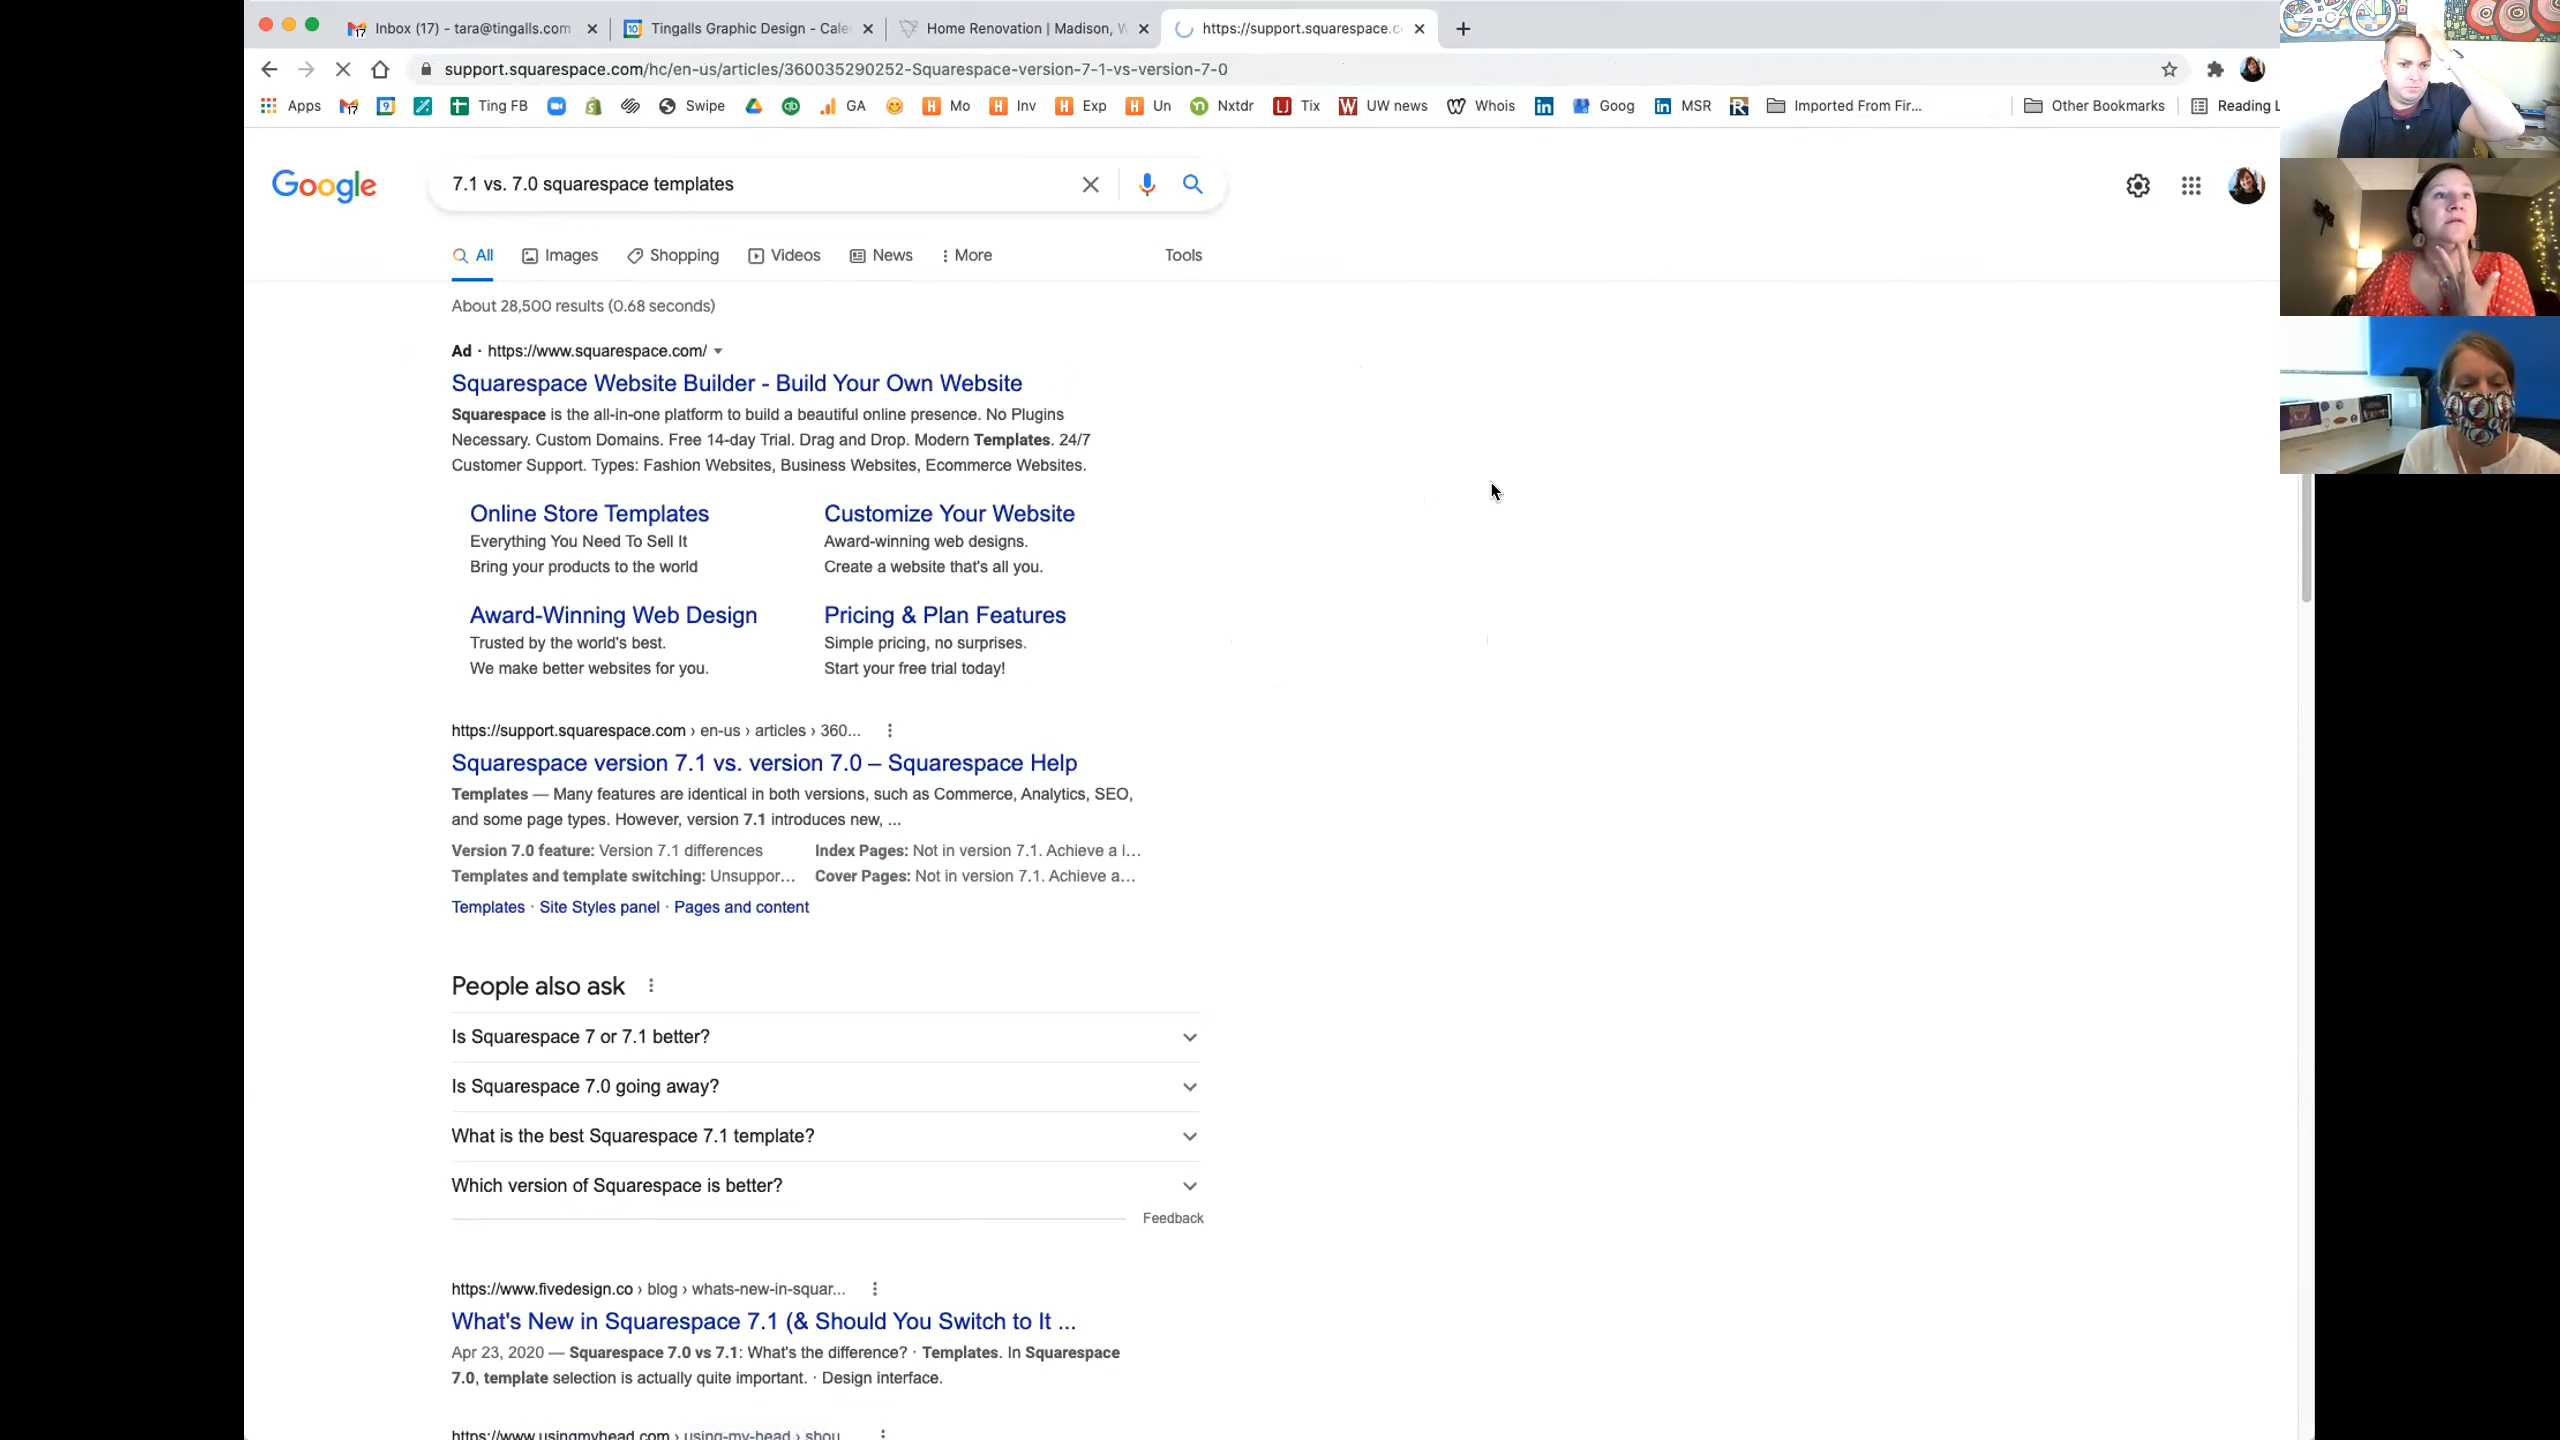 Inbox (17) - tara@tingalls.com
Tingalls Graphic Design - Cale
Home Renovation | Madison, W
https://support.squarespace.c
support.squarespace.com/hc/en-us/articles/360035290252-Squarespace-version-7-1-vs-version-7-0
Apps Ting FB Swipe GA Mo Inv Exp Un Nxtdr Tix UW news Whois Goog MSR Imported From Fir... Other Bookmarks Reading L
Google
7.1 vs. 7.0 squarespace templates
All Images Shopping Videos News More Tools
About 28,500 results (0.68 seconds)
Ad · https://www.squarespace.com/
Squarespace Website Builder - Build Your Own Website
Squarespace is the all-in-one platform to build a beautiful online presence. No Plugins
Necessary. Custom Domains. Free 14-day Trial. Drag and Drop. Modern Templates. 24/7
Customer Support. Types: Fashion Websites, Business Websites, Ecommerce Websites.
Online Store Templates
Everything You Need To Sell It
Bring your products to the world
Customize Your Website
Award-winning web designs.
Create a website that's all you.
Award-Winning Web Design
Trusted by the world's best.
We make better websites for you.
Pricing & Plan Features
Simple pricing, no surprises.
Start your free trial today!
https://support.squarespace.com › en-us › articles › 360...
Squarespace version 7.1 vs. version 7.0 – Squarespace Help
Templates — Many features are identical in both versions, such as Commerce, Analytics, SEO,
and some page types. However, version 7.1 introduces new, ...
Version 7.0 feature: Version 7.1 differences
Index Pages: Not in version 7.1. Achieve a l...
Templates and template switching: Unsuppor...
Cover Pages: Not in version 7.1. Achieve a...
Templates · Site Styles panel · Pages and content
People also ask
Is Squarespace 7 or 7.1 better?
Is Squarespace 7.0 going away?
What is the best Squarespace 7.1 template?
Which version of Squarespace is better?
Feedback
https://www.fivedesign.co › blog › whats-new-in-squar...
What's New in Squarespace 7.1 (& Should You Switch to It ...
Apr 23, 2020 — Squarespace 7.0 vs 7.1: What's the difference? · Templates. In Squarespace
7.0, template selection is actually quite important. · Design interface.
https://www.usingmyhead.com › using-my-head › shou...